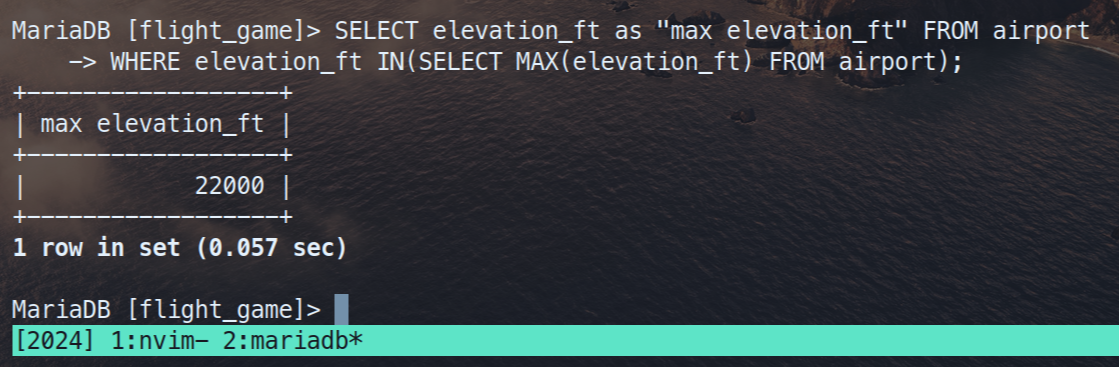 MariaDB [flight_game]> SELECT elevation_ft as "max elevation_ft" FROM airport
    -> WHERE elevation_ft IN(SELECT MAX(elevation_ft) FROM airport);
+------------------+
| max elevation_ft |
+------------------+
|            22000 |
+------------------+
1 row in set (0.057 sec)
MariaDB [flight_game]>
[2024] 1:nvim- 2:mariadb*